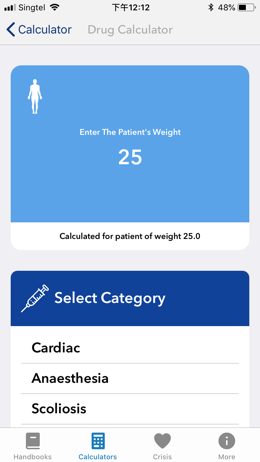 Singtel 下午12:12 48%
Calculator Drug Calculator
Enter The Patient's Weight
25
Calculated for patient of weight 25.0
Select Category
Cardiac
Anaesthesia
Scoliosis
Handbooks Calculators Crisis More